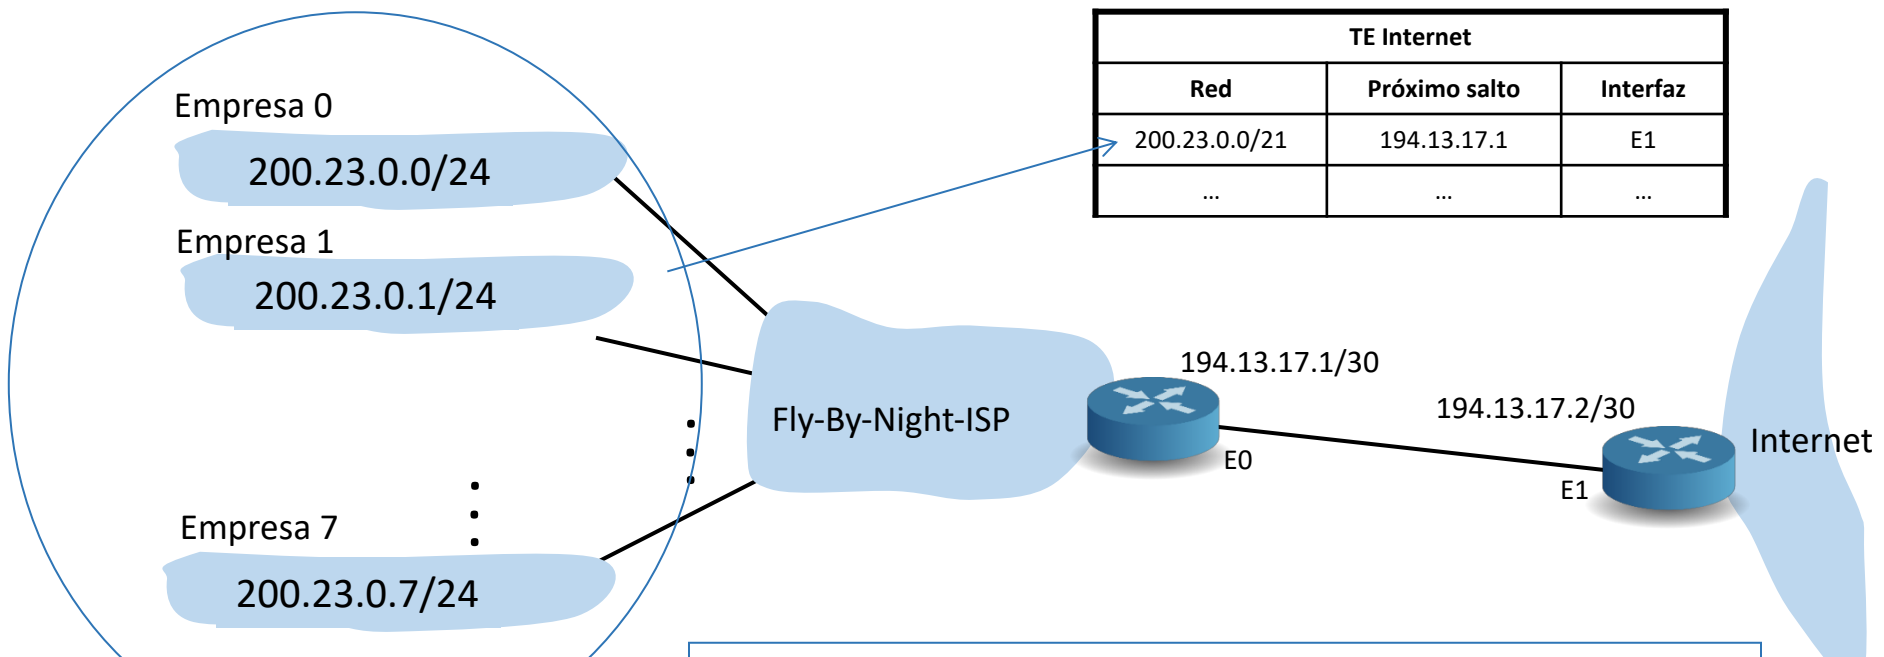 TE Internet
Red Próximo salto Interfaz
200.23.0.0/21 194.13.17.1 E1
... ... ...
Empresa 0
200.23.0.0/24
Empresa 1
200.23.0.1/24
Empresa 7
200.23.0.7/24
Fly-By-Night-ISP
194.13.17.1/30
E0
194.13.17.2/30
E1
Internet